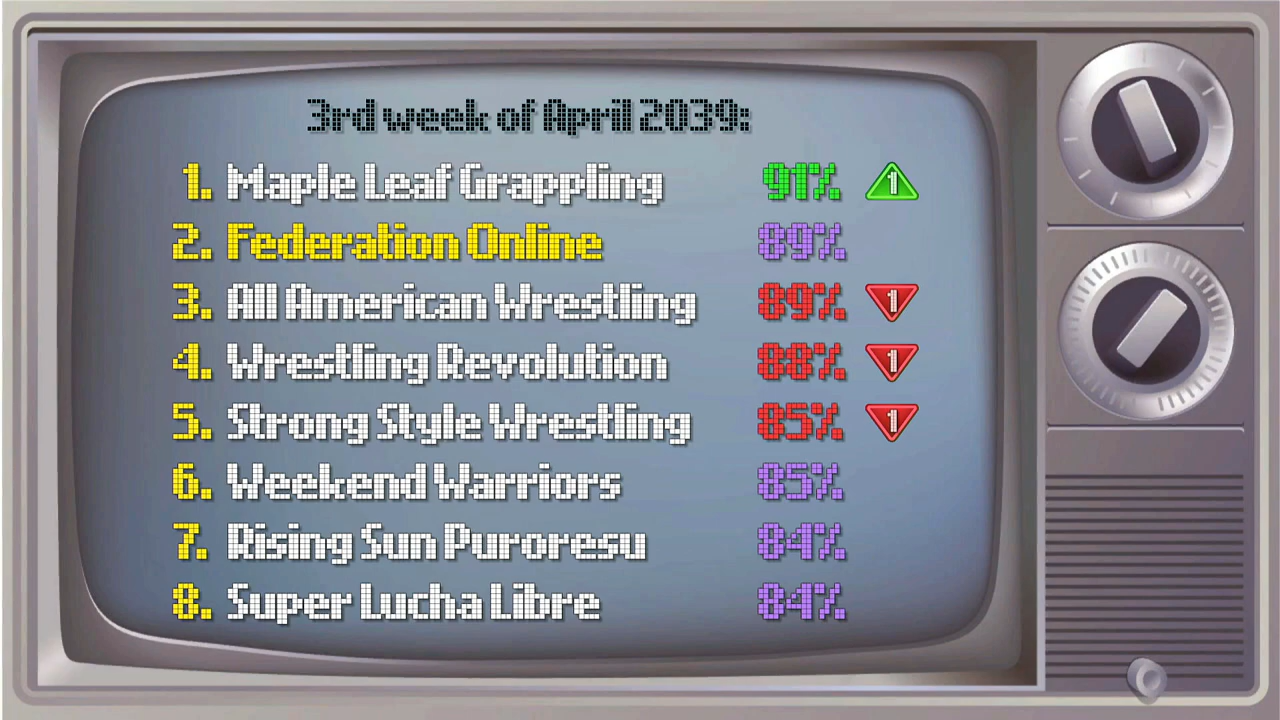 3rd week of April 2039:
1. Maple Leaf Grappling 91% 1
2. Federation Online 89%
3. All American Wrestling 89% 1
4. Wrestling Revolution 88% 1
5. Strong Style Wrestling 85% 1
6. Weekend Warriors 85%
7. Rising Sun Puroresu 84%
8. Super Lucha Libre 84%